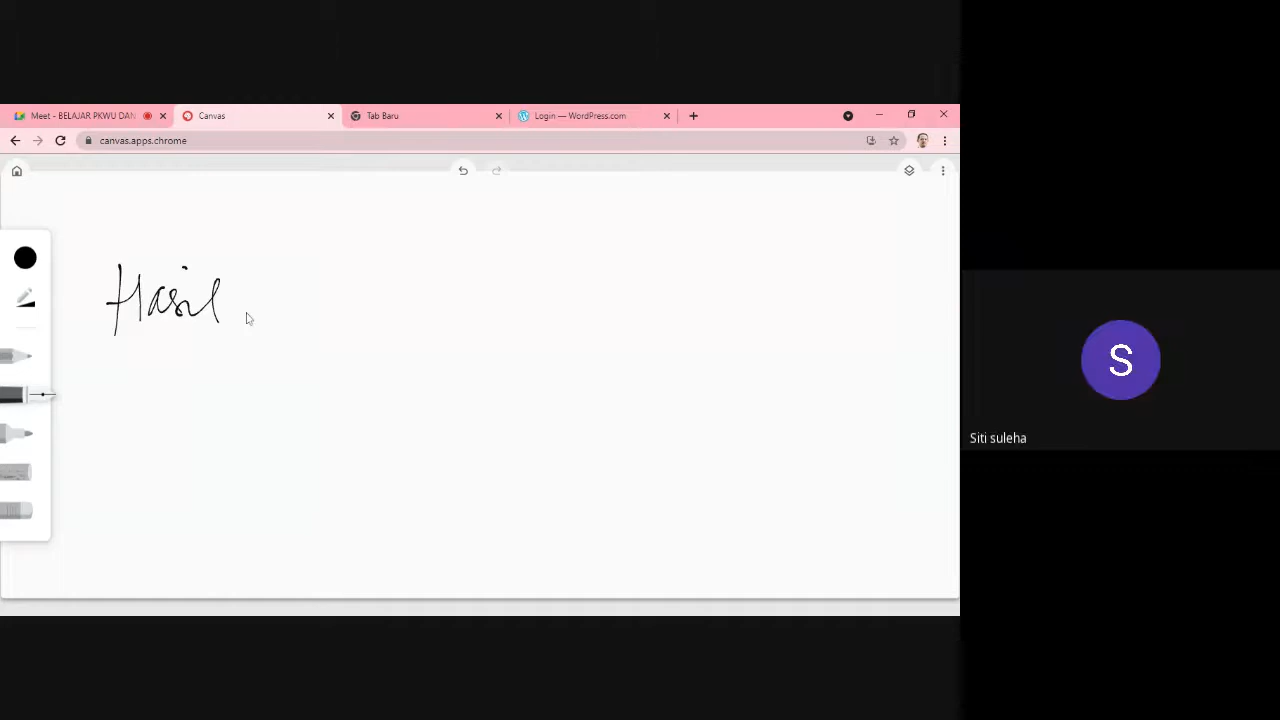 Meet - BELAJAR PKWU DAN
Canvas
Tab Baru
Login — WordPress.com
canvas.apps.chrome
Hasil
S
Siti suleha